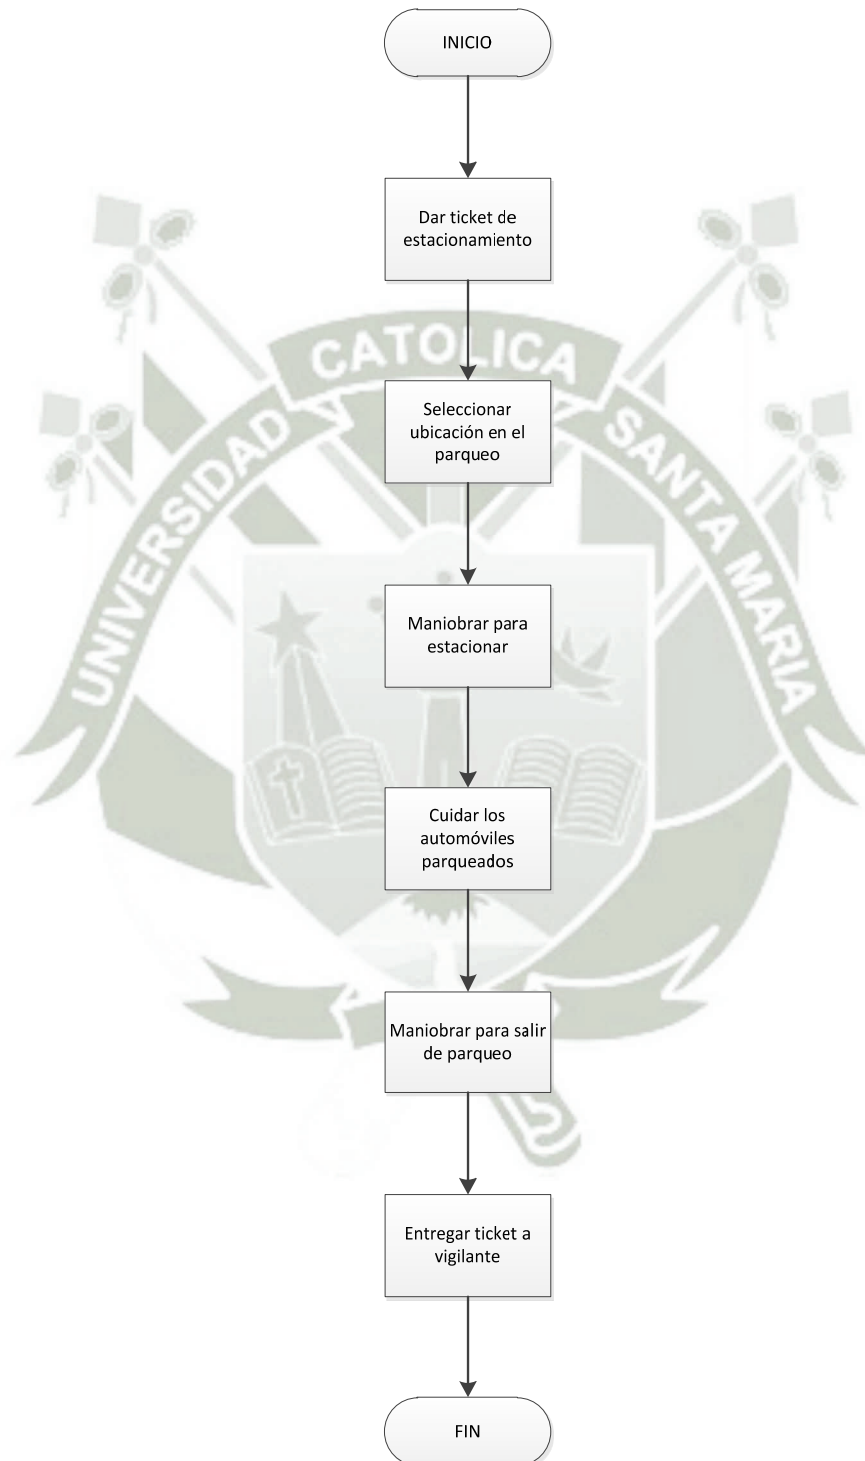 INICIO
Dar ticket de
estacionamiento
CATOLICA
Seleccionar
ubicación en el
parqueo
UNIVERSIDAD
SANTA MARIA
Maniobrar para
estacionar
Cuidar los
automóviles
parqueados
Maniobrar para salir
de parqueo
Entregar ticket a
vigilante
FIN